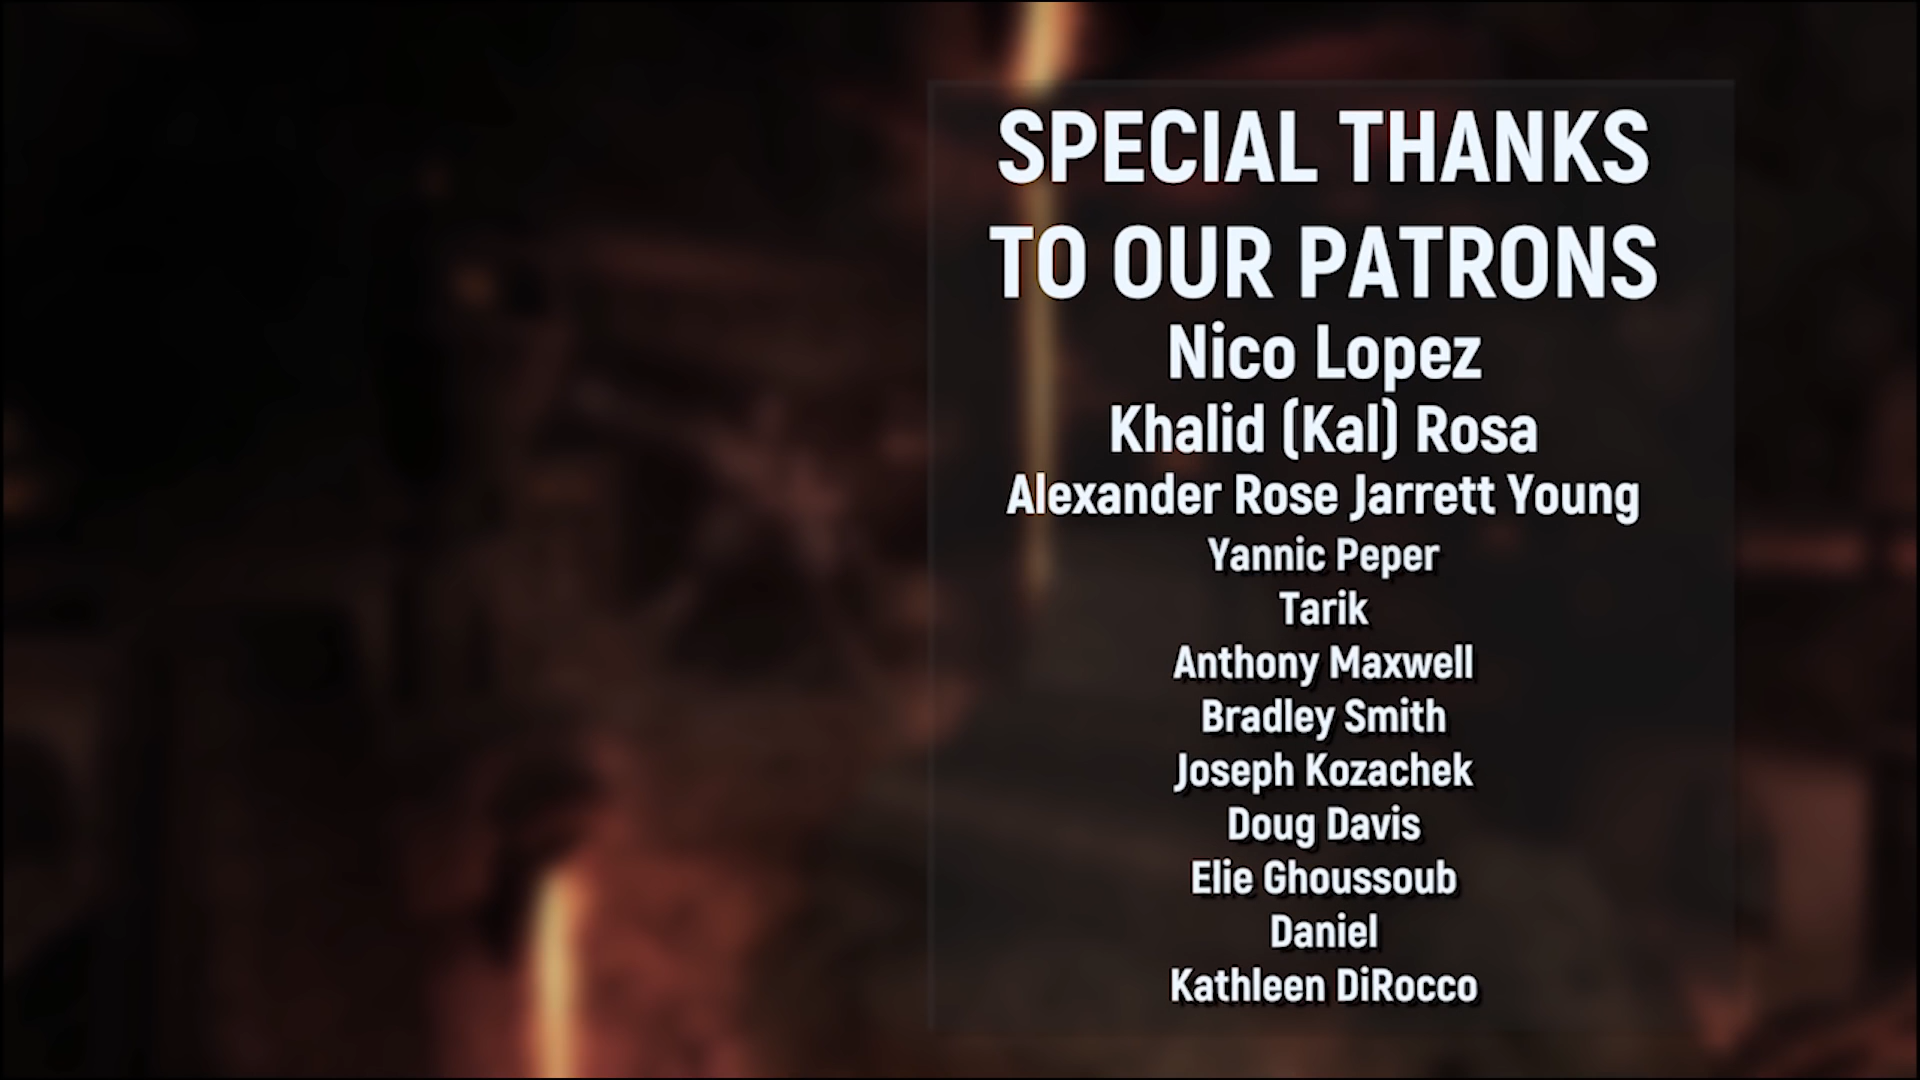 SPECIAL THANKS
TO OUR PATRONS
Nico Lopez
Khalid (Kal) Rosa
Alexander Rose Jarrett Young
Yannic Peper
Tarik
Anthony Maxwell
Bradley Smith
Joseph Kozachek
Doug Davis
Elie Ghoussoub
Daniel
Kathleen DiRocco